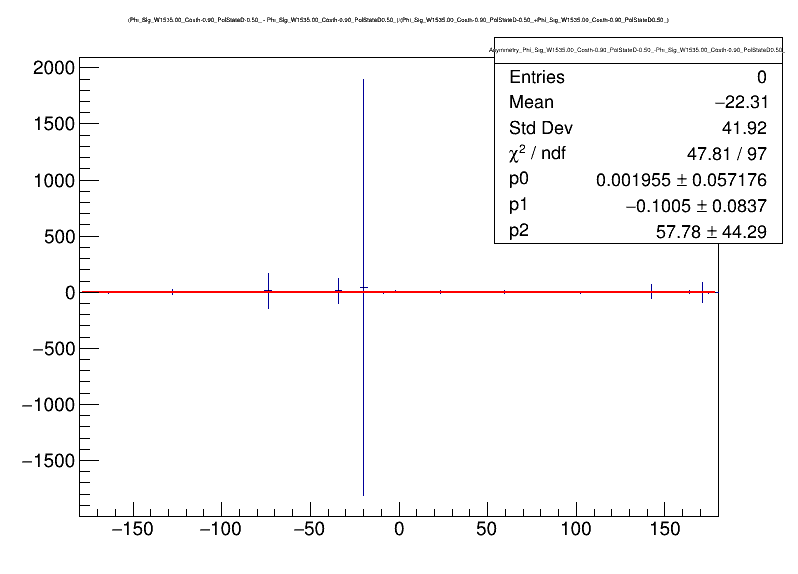 (Phi_Sig_W1535.00_Costh-0.90_PolStateD-0.50_ - Phi_Sig_W1535.00_Costh-0.90_PolStateD0.50_)/(Phi_Sig_W1535.00_Costh-0.90_PolStateD-0.50_+Phi_Sig_W1535.00_Costh-0.90_PolStateD0.50_)
Asymmetry_Phi_Sig_W1535.00_Costh-0.90_PolStateD-0.50_-Phi_Sig_W1535.00_Costh-0.90_PolStateD0.50_
Entries 0
Mean −22.31
Std Dev 41.92
χ² / ndf 47.81 / 97
p0 0.001955 ± 0.057176
p1 −0.1005 ± 0.0837
p2 57.78 ± 44.29
2000
1500
1000
500
0
−500
−1000
−1500
−150 −100 −50 0 50 100 150